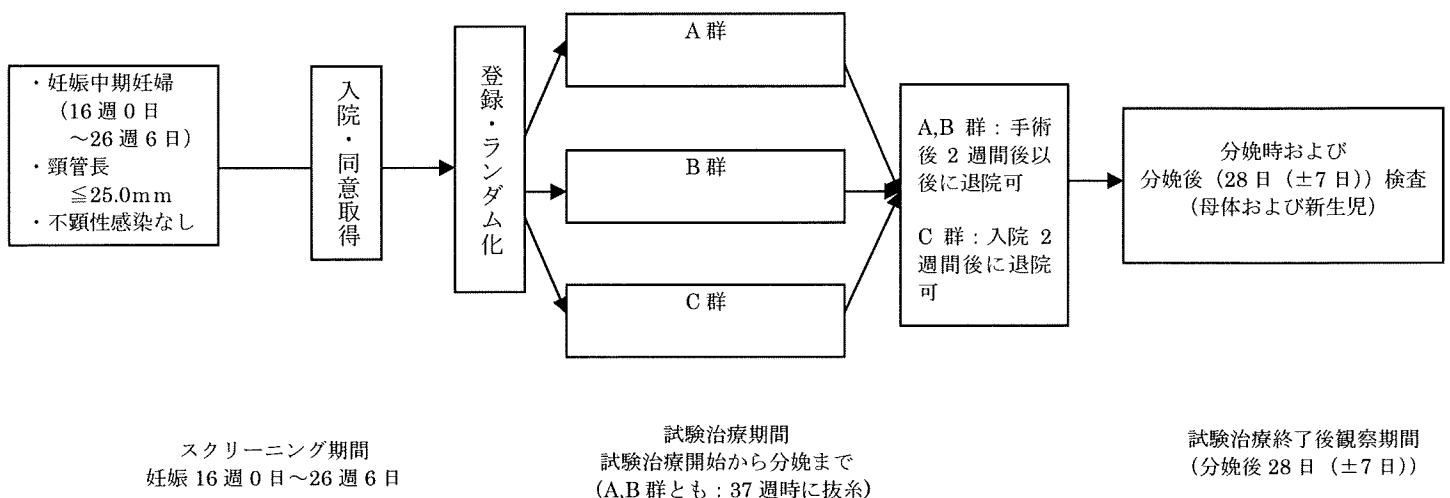 ・妊娠中期妊婦
(16 週 0 日
～26 週 6 日)
・頸管長
≦25.0mm
・不顕性感染なし
入院・同意取得
登録・ランダム化
A 群
B 群
C 群
A,B 群：手術
後 2 週間後以
後に退院可
C 群：入院 2
週間後に退院
可
分娩時および
分娩後（28 日（±7 日））検査
(母体および新生児)
スクリーニング期間
妊娠 16 週 0 日～26 週 6 日
試験治療期間
試験治療開始から分娩まで
(A,B 群とも：37 週時に抜糸)
試験治療終了後観察期間
(分娩後 28 日（±7 日）)